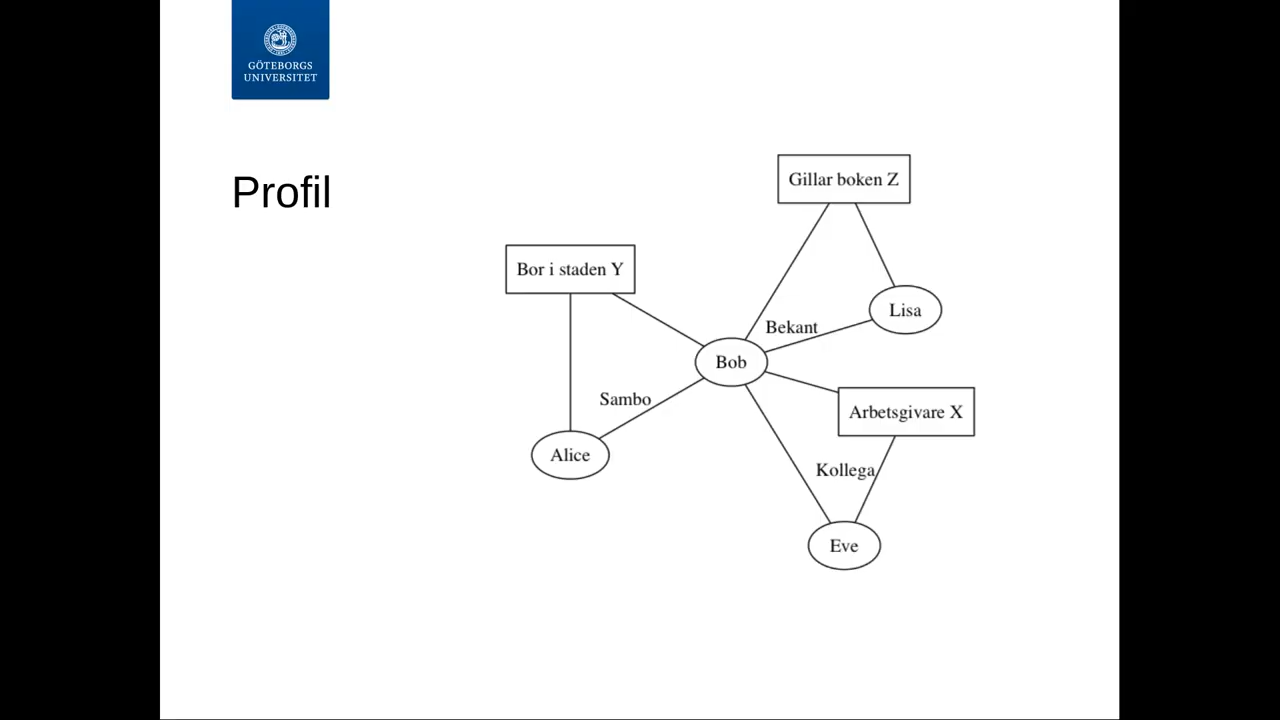 GÖTEBORGS
UNIVERSITET
Profil
Gillar boken Z
Bor i staden Y
Lisa
Bekant
Bob
Sambo
Arbetsgivare X
Alice
Kollega
Eve